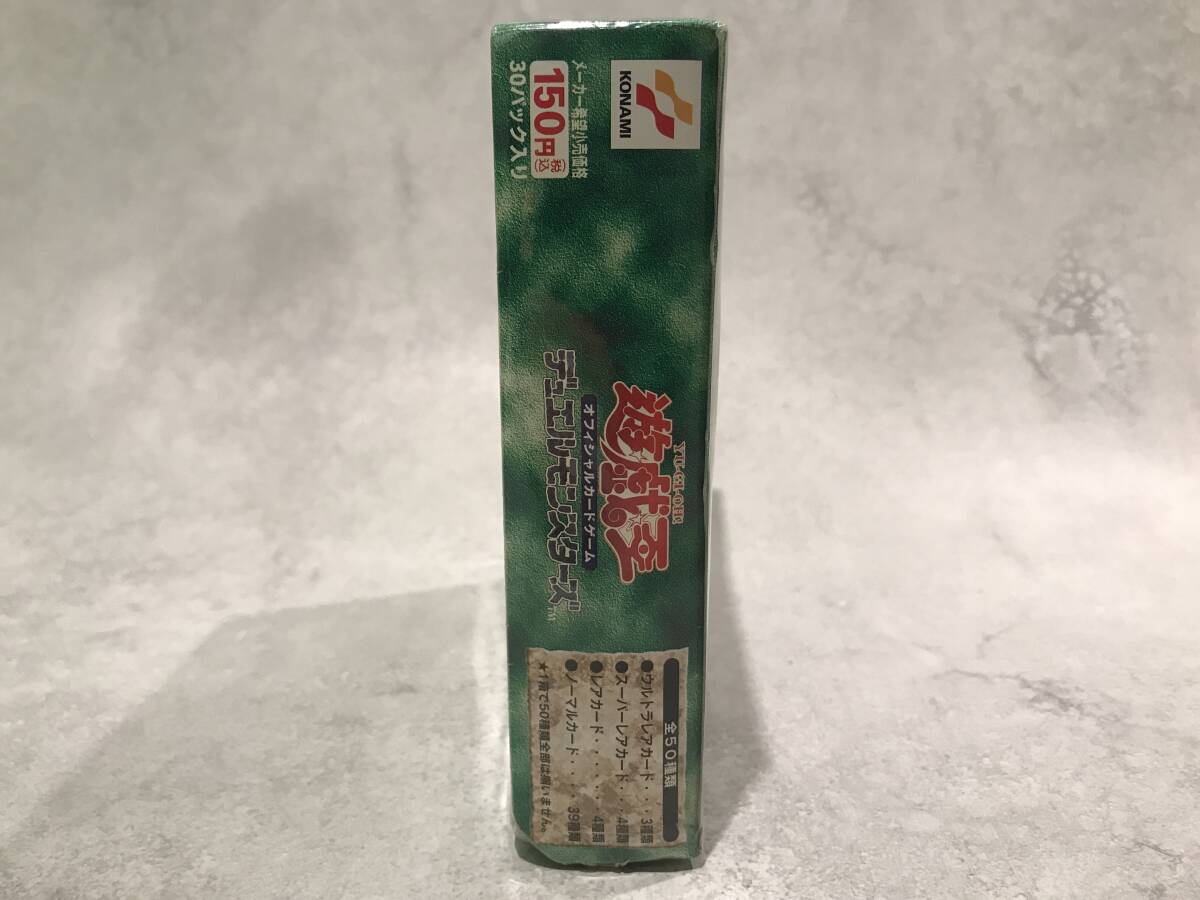 KONAMI
メーカー希望小売価格
150円(税込)
30パック入り
YU-GI-OH!
遊戯王
オフィシャルカードゲーム
デュエルモンスターズ™
全50種類
●ウルトラレアカード・・・3種類
●スーパーレアカード・・・4種類
●レアカード・・・・・・4種類
●ノーマルカード・・・39種類
★1箱で50種類全部は揃いません。